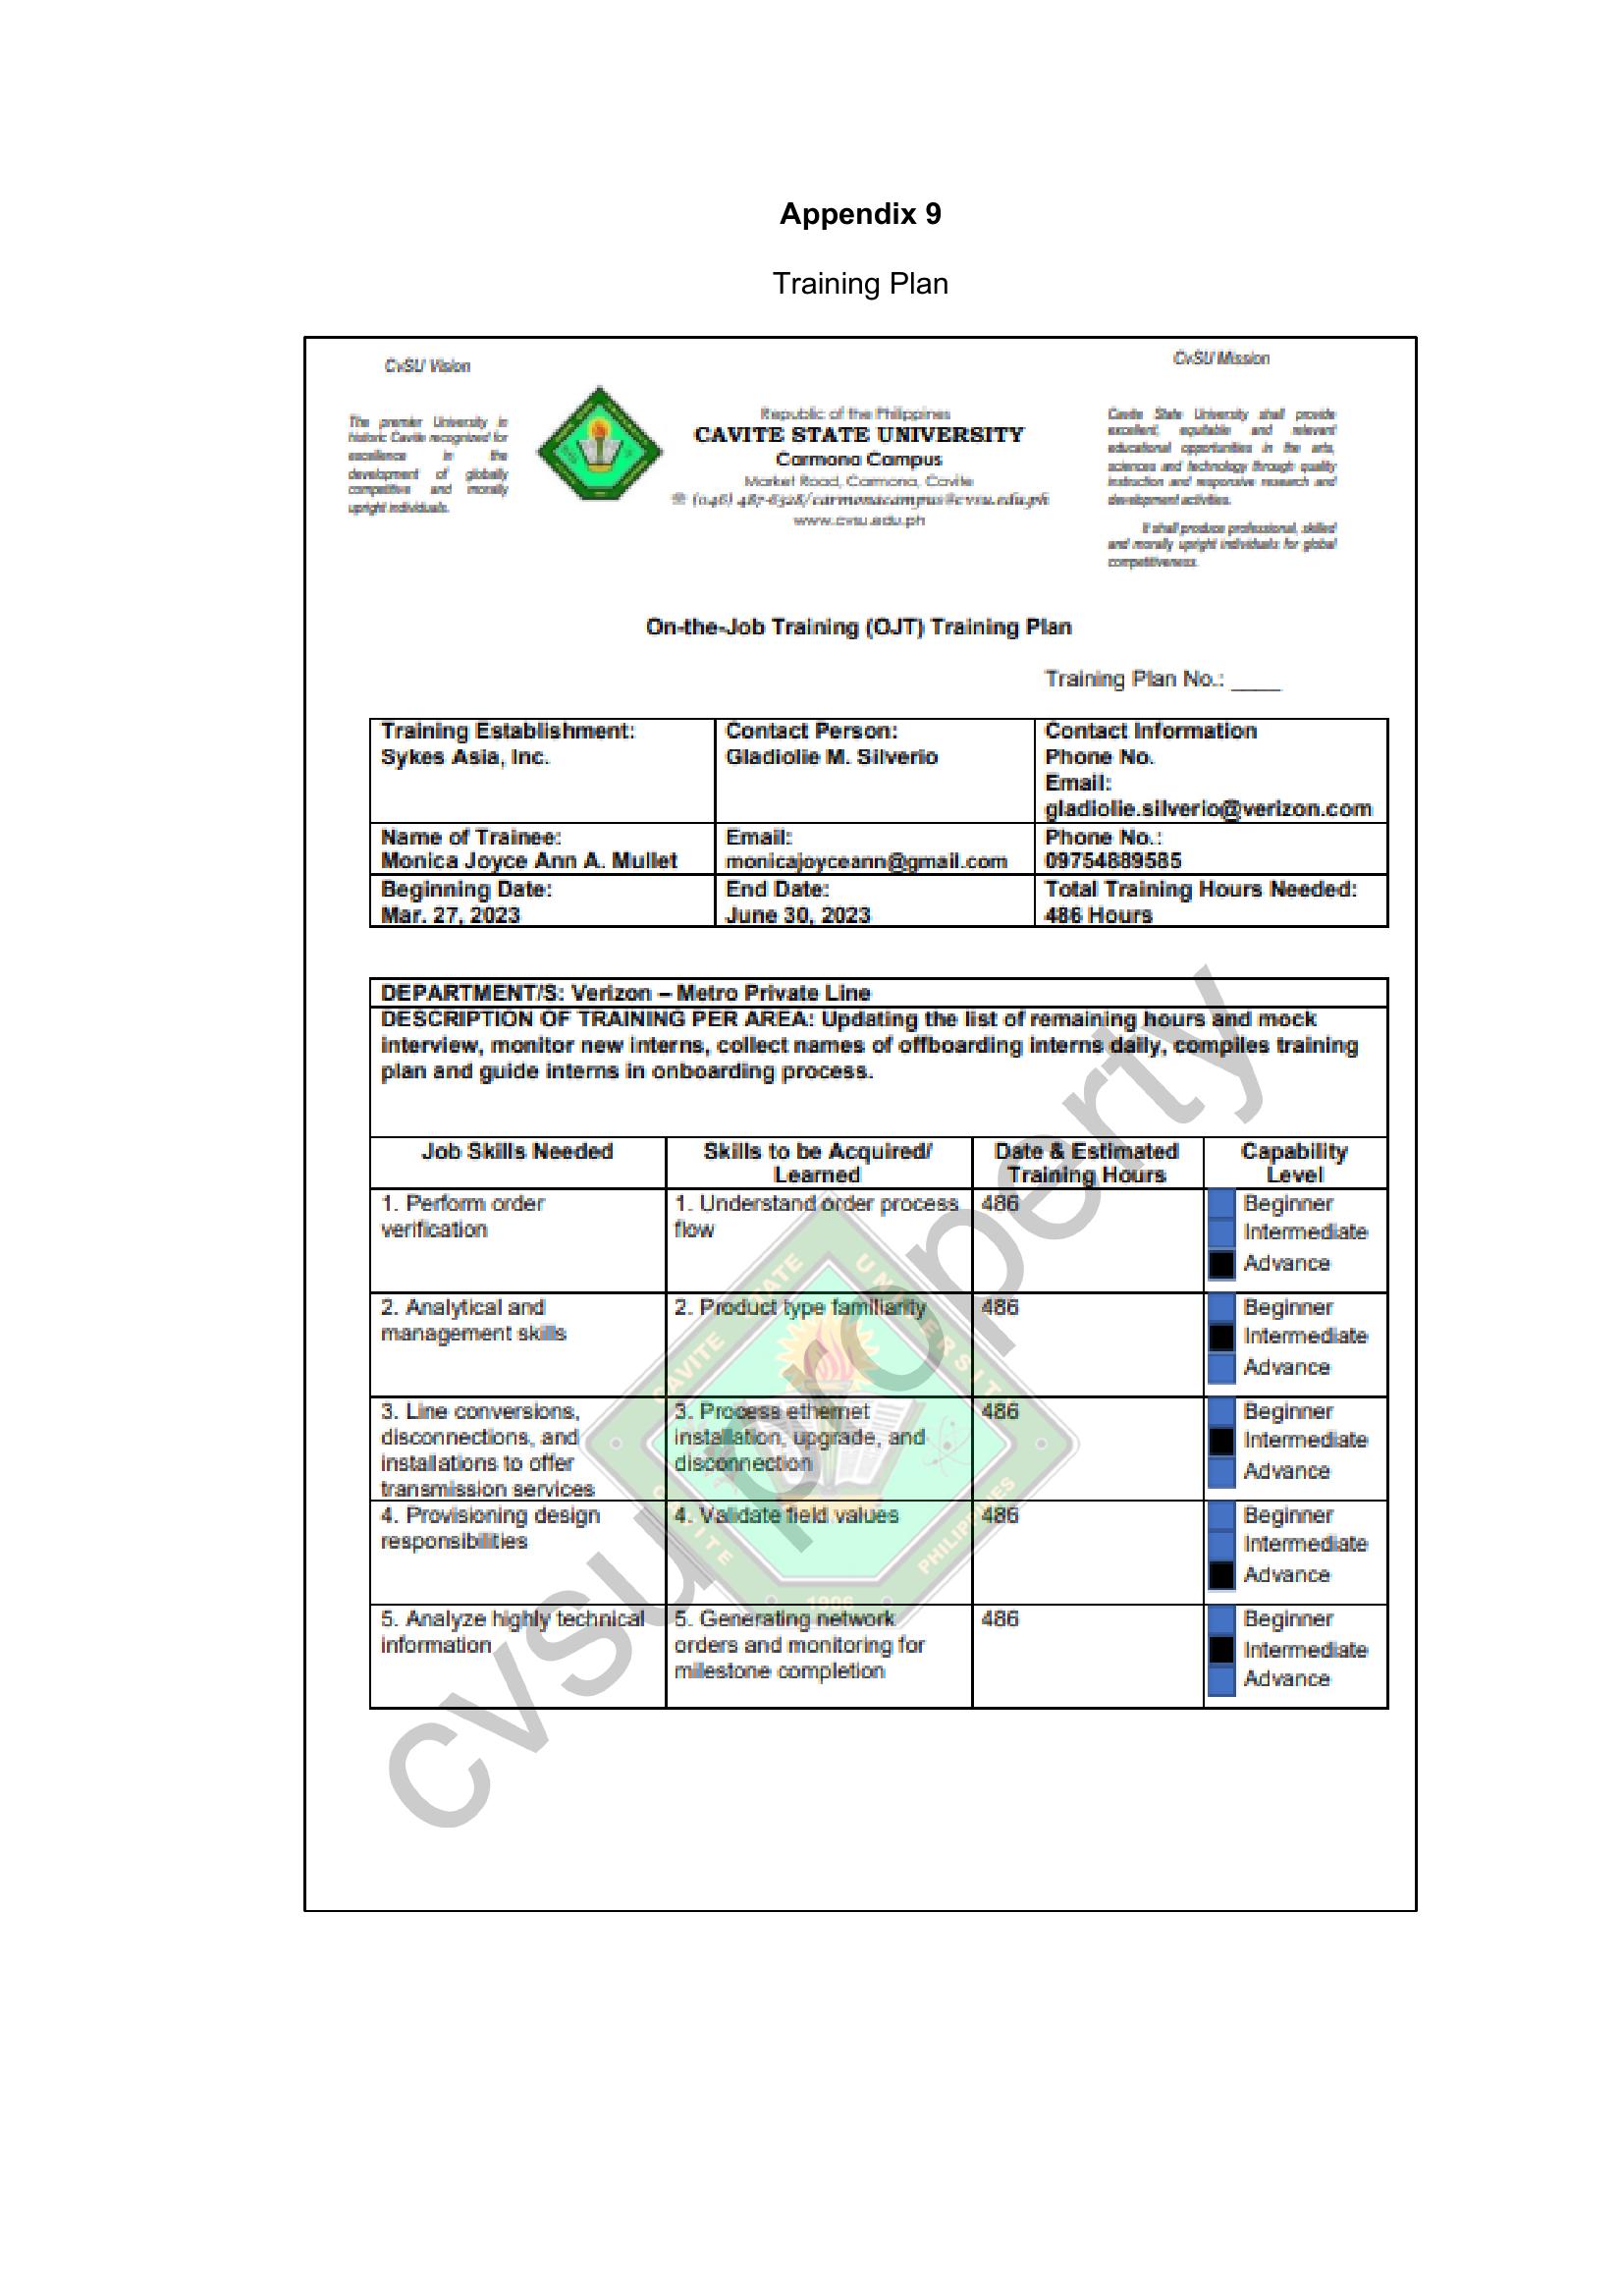 Appendix 9
Training Plan
CvSU Vision
The premier University in
historic Cavite recognized for
excellence in the
development of globally
competitive and morally
upright individuals.
Republic of the Philippines
CAVITE STATE UNIVERSITY
Carmona Campus
Market Road, Carmona, Cavite
☏ (046) 487-6328/carmonacampus@cvsu.edu.ph
www.cvsu.edu.ph
CvSU Mission
Cavite State University shall provide
excellent, equitable and relevant
educational opportunities in the arts,
sciences and technology through quality
instruction and responsive research and
development activities.
It shall produce professional, skilled
and morally upright individuals for global
competitiveness.
On-the-Job Training (OJT) Training Plan
Training Plan No.: ____
Training Establishment:
Sykes Asia, Inc.
Contact Person:
Gladiolie M. Silverio
Contact Information
Phone No.
Email:
gladiolie.silverio@verizon.com
Name of Trainee:
Monica Joyce Ann A. Mullet
Email:
monicajoyceann@gmail.com
Phone No.:
09754889585
Beginning Date:
Mar. 27, 2023
End Date:
June 30, 2023
Total Training Hours Needed:
486 Hours
DEPARTMENT/S: Verizon – Metro Private Line
DESCRIPTION OF TRAINING PER AREA: Updating the list of remaining hours and mock
interview, monitor new interns, collect names of offboarding interns daily, compiles training
plan and guide interns in onboarding process.
Job Skills Needed
Skills to be Acquired/
Learned
Date & Estimated
Training Hours
Capability
Level
1. Perform order
verification
1. Understand order process
flow
486
Beginner
Intermediate
Advance
2. Analytical and
management skills
2. Product type familiarity
486
Beginner
Intermediate
Advance
3. Line conversions,
disconnections, and
installations to offer
transmission services
3. Process ethernet
installation, upgrade, and
disconnection
486
Beginner
Intermediate
Advance
4. Provisioning design
responsibilities
4. Validate field values
486
Beginner
Intermediate
Advance
5. Analyze highly technical
information
5. Generating network
orders and monitoring for
milestone completion
486
Beginner
Intermediate
Advance
cvsu property
CAVITE STATE UNIVERSITY
CAVITE PHILIPPINES
1906